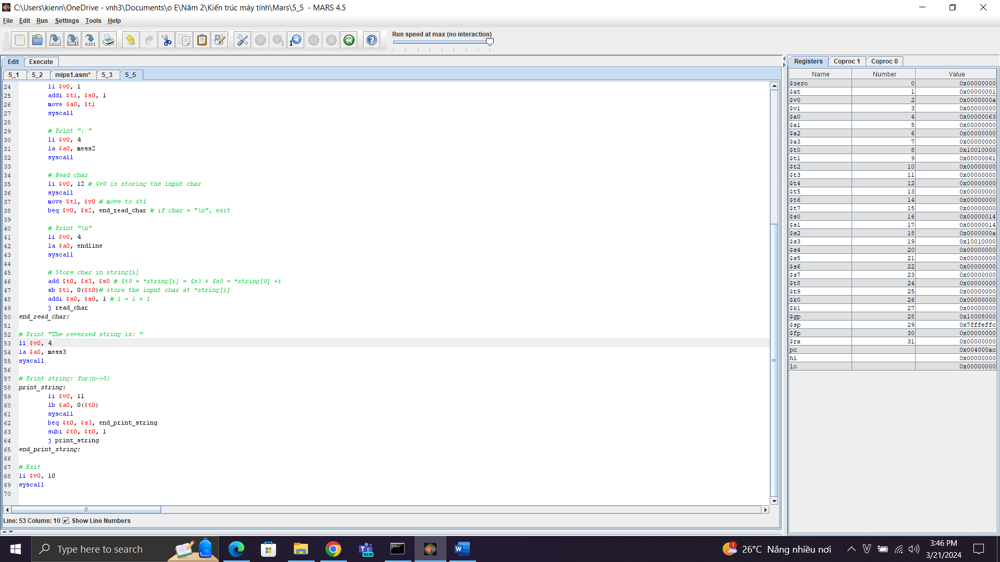 C:\Users\kienn\OneDrive - vnh3\Documents\o E\Năm 2\Kiến trúc máy tính\Mars\5_5  - MARS 4.5
File Edit Run Settings Tools Help
Run speed at max (no interaction)
Edit Execute
5_1 5_2 mips1.asm* 5_3 5_5
24 li $v0, 1
25 addi $t1, $s0, 1
26 move $a0, $t1
27 syscall
28
29 # Print ": "
30 li $v0, 4
31 la $a0, mess2
32 syscall
33
34 # Read char
35 li $v0, 12 # $v0 is storing the input char
36 syscall
37 move $t1, $v0 # move to $t1
38 beq $v0, $s2, end_read_char # if char = "\n", exit
39
40 # Print "\n"
41 li $v0, 4
42 la $a0, endline
43 syscall
44
45 # Store char in string[i]
46 add $t0, $s3, $s0 # $t0 = *string[i] = $s3 + $s0 = *string[0] +i
47 sb $t1, 0($t0)# store the input char at *string[i]
48 addi $s0, $s0, 1 # i = i + 1
49 j read_char
50 end_read_char:
51
52 # Print "The reversed string is: "
53 li $v0, 4
54 la $a0, mess3
55 syscall
56
57 # Print string: for(n->0)
58 print_string:
59 li $v0, 11
60 lb $a0, 0($t0)
61 syscall
62 beq $t0, $s3, end_print_string
63 subi $t0, $t0, 1
64 j print_string
65 end_print_string:
66
67 # Exit
68 li $v0, 10
69 syscall
70
Line: 53 Column: 10 Show Line Numbers
Registers Coproc 1 Coproc 0
Name Number Value
$zero 0 0x00000000
$at 1 0x00000001
$v0 2 0x0000000a
$v1 3 0x00000000
$a0 4 0x00000063
$a1 5 0x00000000
$a2 6 0x00000000
$a3 7 0x00000000
$t0 8 0x10010000
$t1 9 0x00000061
$t2 10 0x00000000
$t3 11 0x00000000
$t4 12 0x00000000
$t5 13 0x00000000
$t6 14 0x00000000
$t7 15 0x00000000
$s0 16 0x00000014
$s1 17 0x00000014
$s2 18 0x0000000a
$s3 19 0x10010000
$s4 20 0x00000000
$s5 21 0x00000000
$s6 22 0x00000000
$s7 23 0x00000000
$t8 24 0x00000000
$t9 25 0x00000000
$k0 26 0x00000000
$k1 27 0x00000000
$gp 28 0x10008000
$sp 29 0x7fffeffc
$fp 30 0x00000000
$ra 31 0x00000000
pc 0x004000ac
hi 0x00000000
lo 0x00000000
Type here to search
26°C Nắng nhiều nơi
3:46 PM
3/21/2024